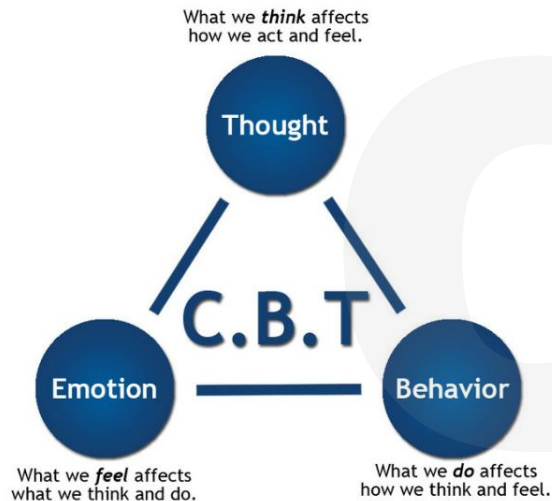 What we think affects
how we act and feel.
Thought
C.B.T
Emotion
Behavior
What we feel affects
what we think and do.
What we do affects
how we think and feel.